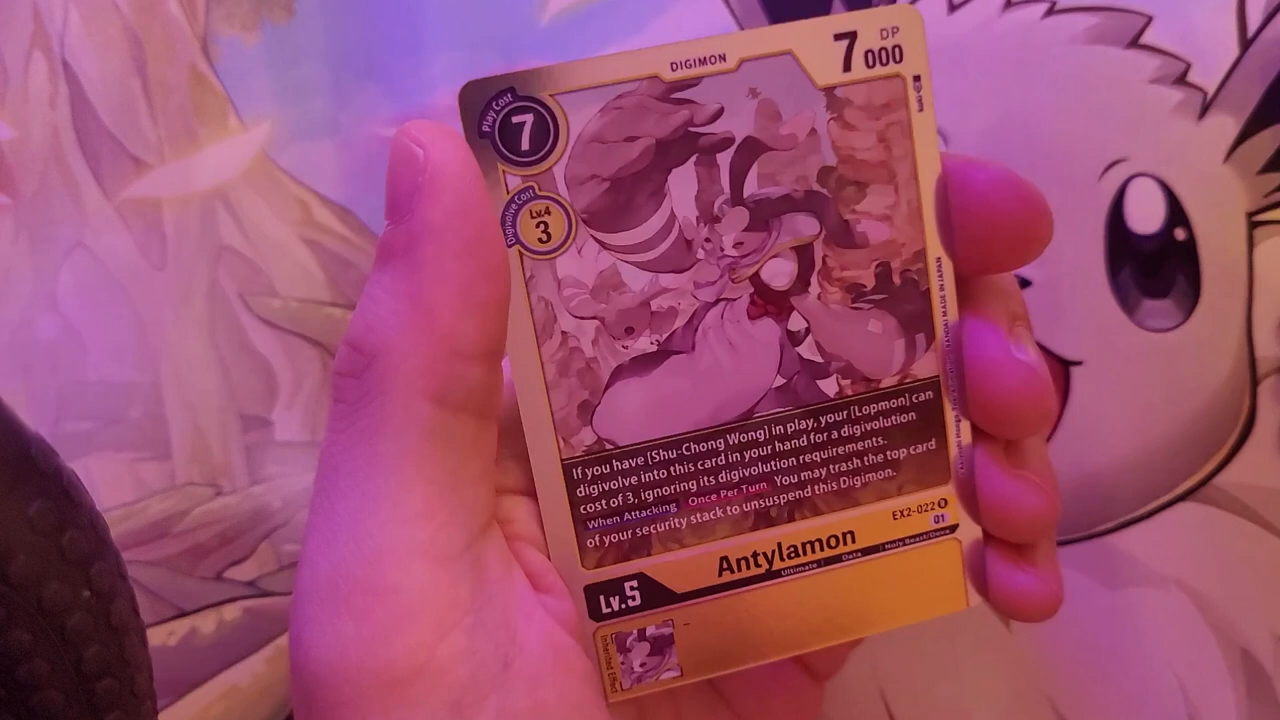 DIGIMON
DP
7000
Play Cost
7
Digivolve Cost
Lv.4
3
BANDAI MADE IN JAPAN
If you have [Shu-Chong Wong] in play, your [Lopmon] can
digivolve into this card in your hand for a digivolution
cost of 3, ignoring its digivolution requirements.
When Attacking Once Per Turn You may trash the top card
of your security stack to unsuspend this Digimon.
EX2-022 R
01
Antylamon
Lv.5
Ultimate | Data | Holy Beast/Deva
Inherited Effect
-